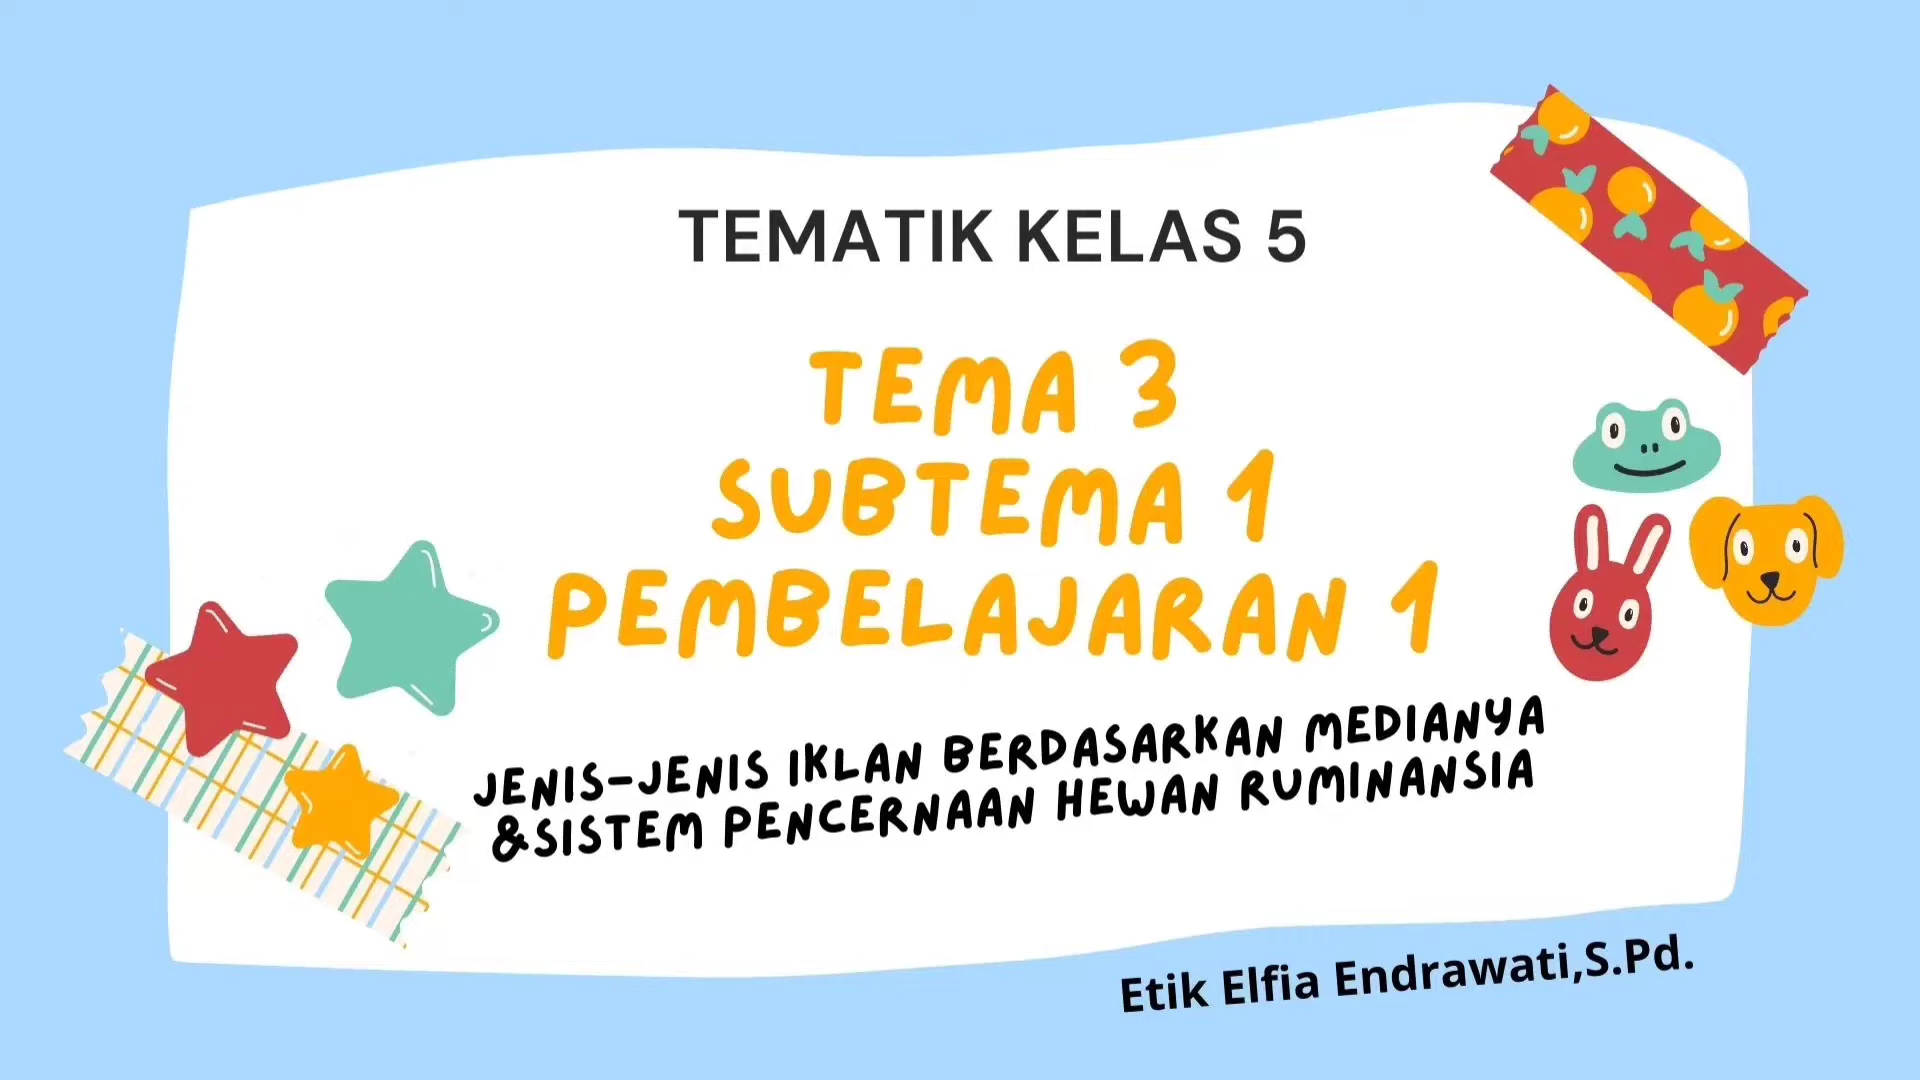 TEMATIK KELAS 5
TEMA 3
SUBTEMA 1
PEMBELAJARAN 1
JENIS-JENIS IKLAN BERDASARKAN MEDIANYA
&SISTEM PENCERNAAN HEWAN RUMINANSIA
Etik Elfia Endrawati,S.Pd.